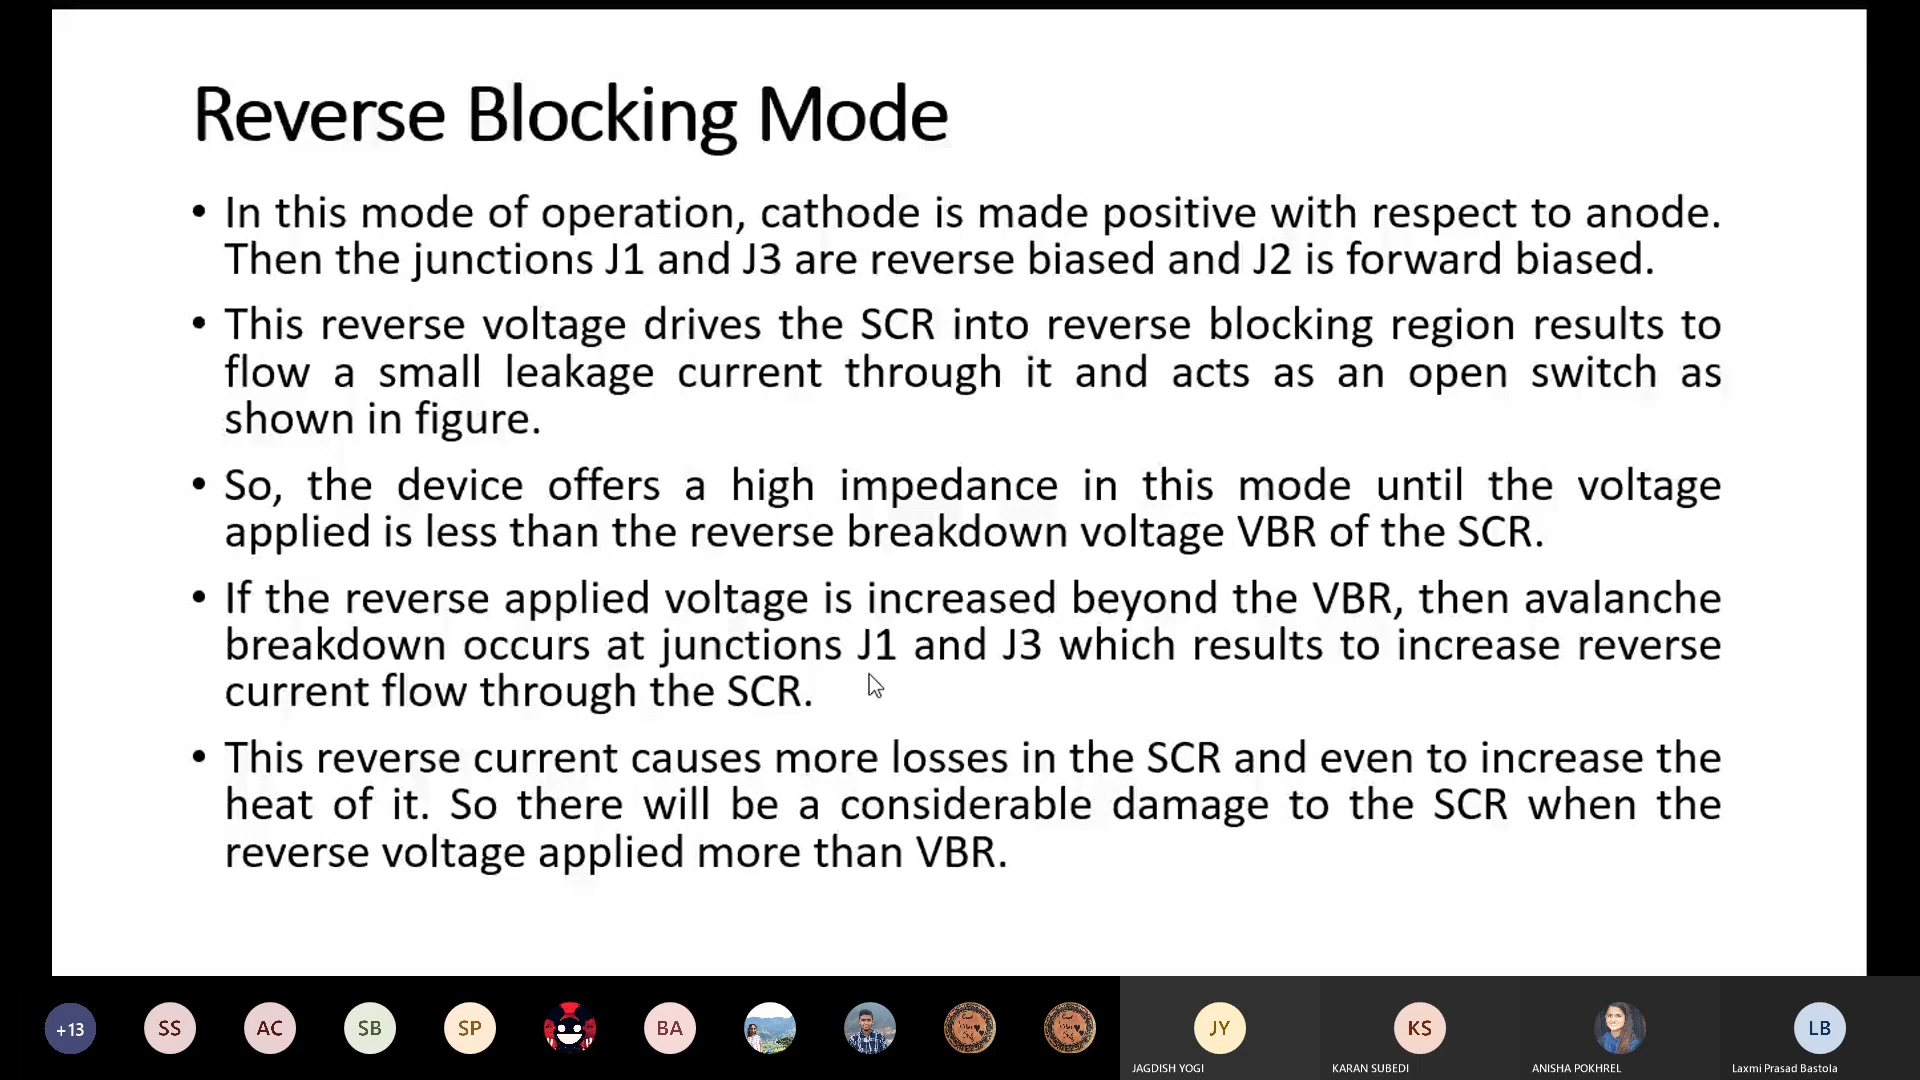 Reverse Blocking Mode
• In this mode of operation, cathode is made positive with respect to anode.
Then the junctions J1 and J3 are reverse biased and J2 is forward biased.
• This reverse voltage drives the SCR into reverse blocking region results to
flow a small leakage current through it and acts as an open switch as
shown in figure.
• So, the device offers a high impedance in this mode until the voltage
applied is less than the reverse breakdown voltage VBR of the SCR.
• If the reverse applied voltage is increased beyond the VBR, then avalanche
breakdown occurs at junctions J1 and J3 which results to increase reverse
current flow through the SCR.
• This reverse current causes more losses in the SCR and even to increase the
heat of it. So there will be a considerable damage to the SCR when the
reverse voltage applied more than VBR.
+13 SS AC SB SP BA JY KS LB
JAGDISH YOGI KARAN SUBEDI ANISHA POKHREL Laxmi Prasad Bastola